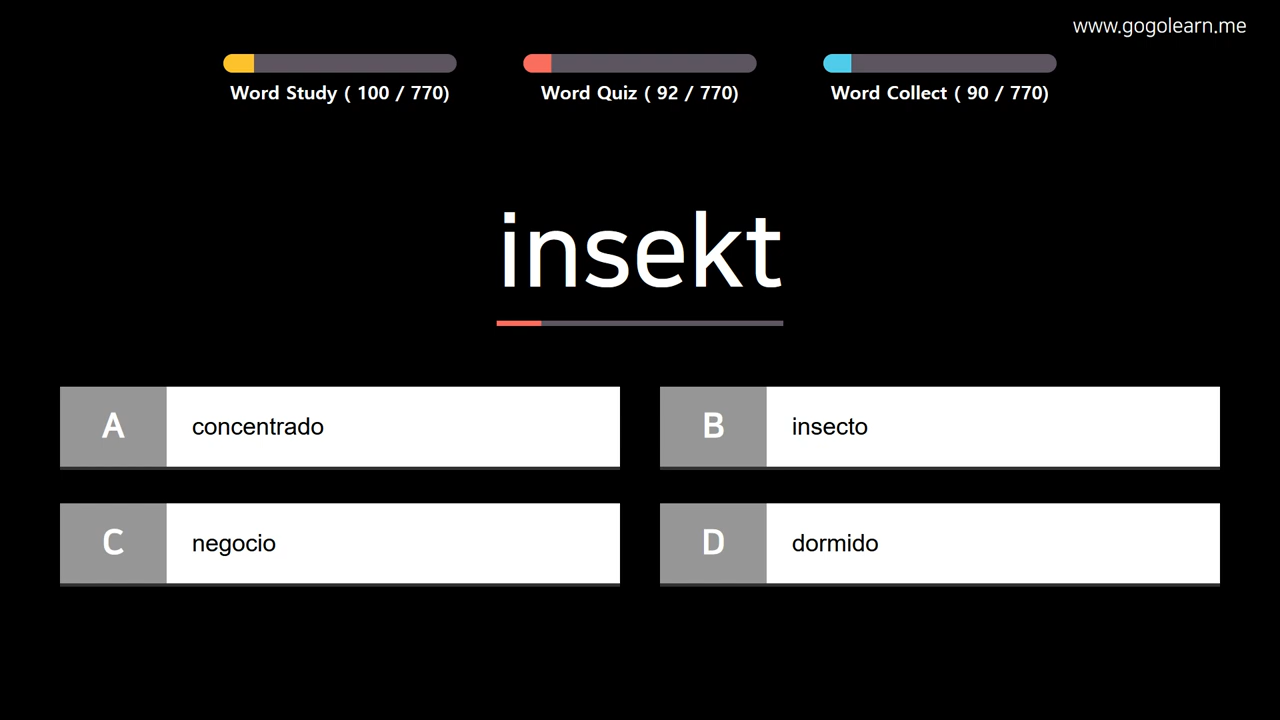 www.gogolearn.me
Word Study ( 100 / 770)
Word Quiz ( 92 / 770)
Word Collect ( 90 / 770)
insekt
A concentrado
B insecto
C negocio
D dormido